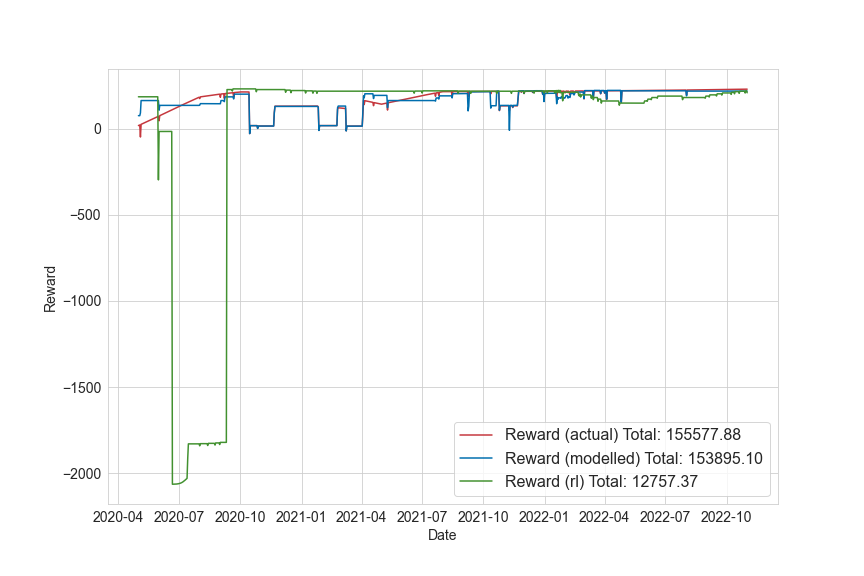 0
−500
−1000
−1500
−2000
Reward
Reward (actual) Total: 155577.88
Reward (modelled) Total: 153895.10
Reward (rl) Total: 12757.37
2020-04 2020-07 2020-10 2021-01 2021-04 2021-07 2021-10 2022-01 2022-04 2022-07 2022-10
Date